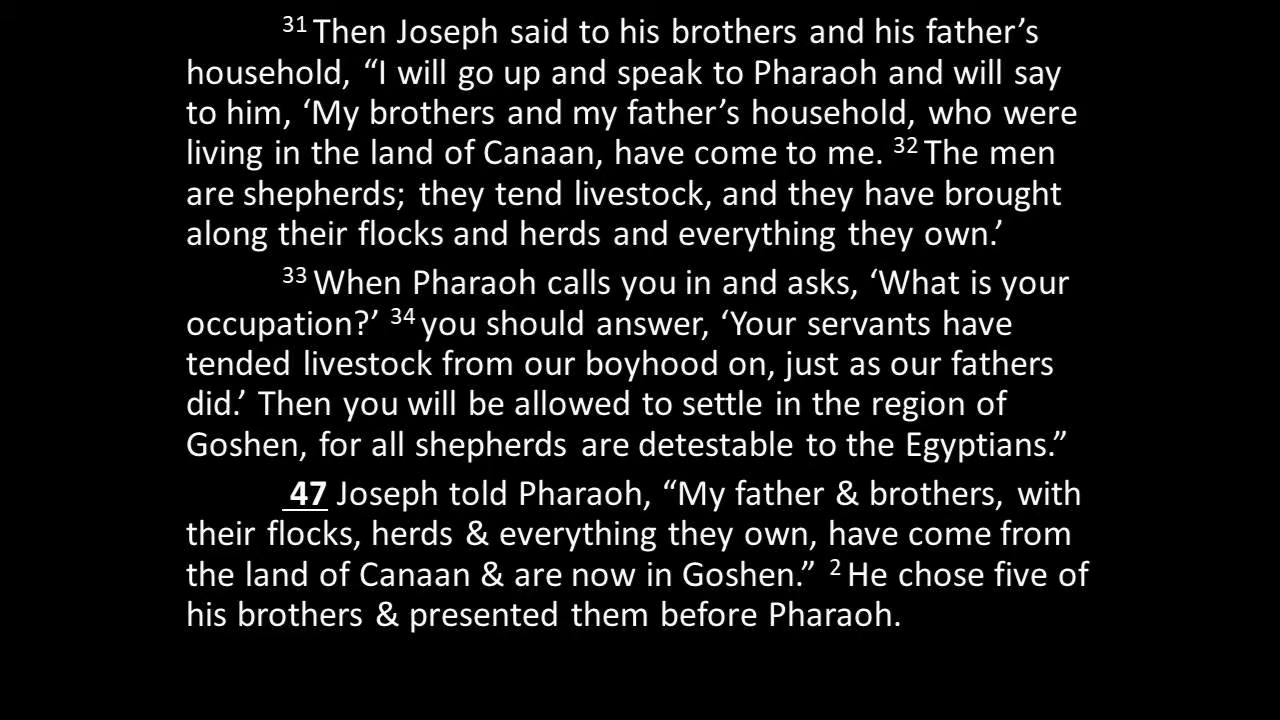 31 Then Joseph said to his brothers and his father’s
household, “I will go up and speak to Pharaoh and will say
to him, ‘My brothers and my father’s household, who were
living in the land of Canaan, have come to me. 32 The men
are shepherds; they tend livestock, and they have brought
along their flocks and herds and everything they own.’
33 When Pharaoh calls you in and asks, ‘What is your
occupation?’ 34 you should answer, ‘Your servants have
tended livestock from our boyhood on, just as our fathers
did.’ Then you will be allowed to settle in the region of
Goshen, for all shepherds are detestable to the Egyptians.”
47 Joseph told Pharaoh, “My father & brothers, with
their flocks, herds & everything they own, have come from
the land of Canaan & are now in Goshen.” 2 He chose five of
his brothers & presented them before Pharaoh.